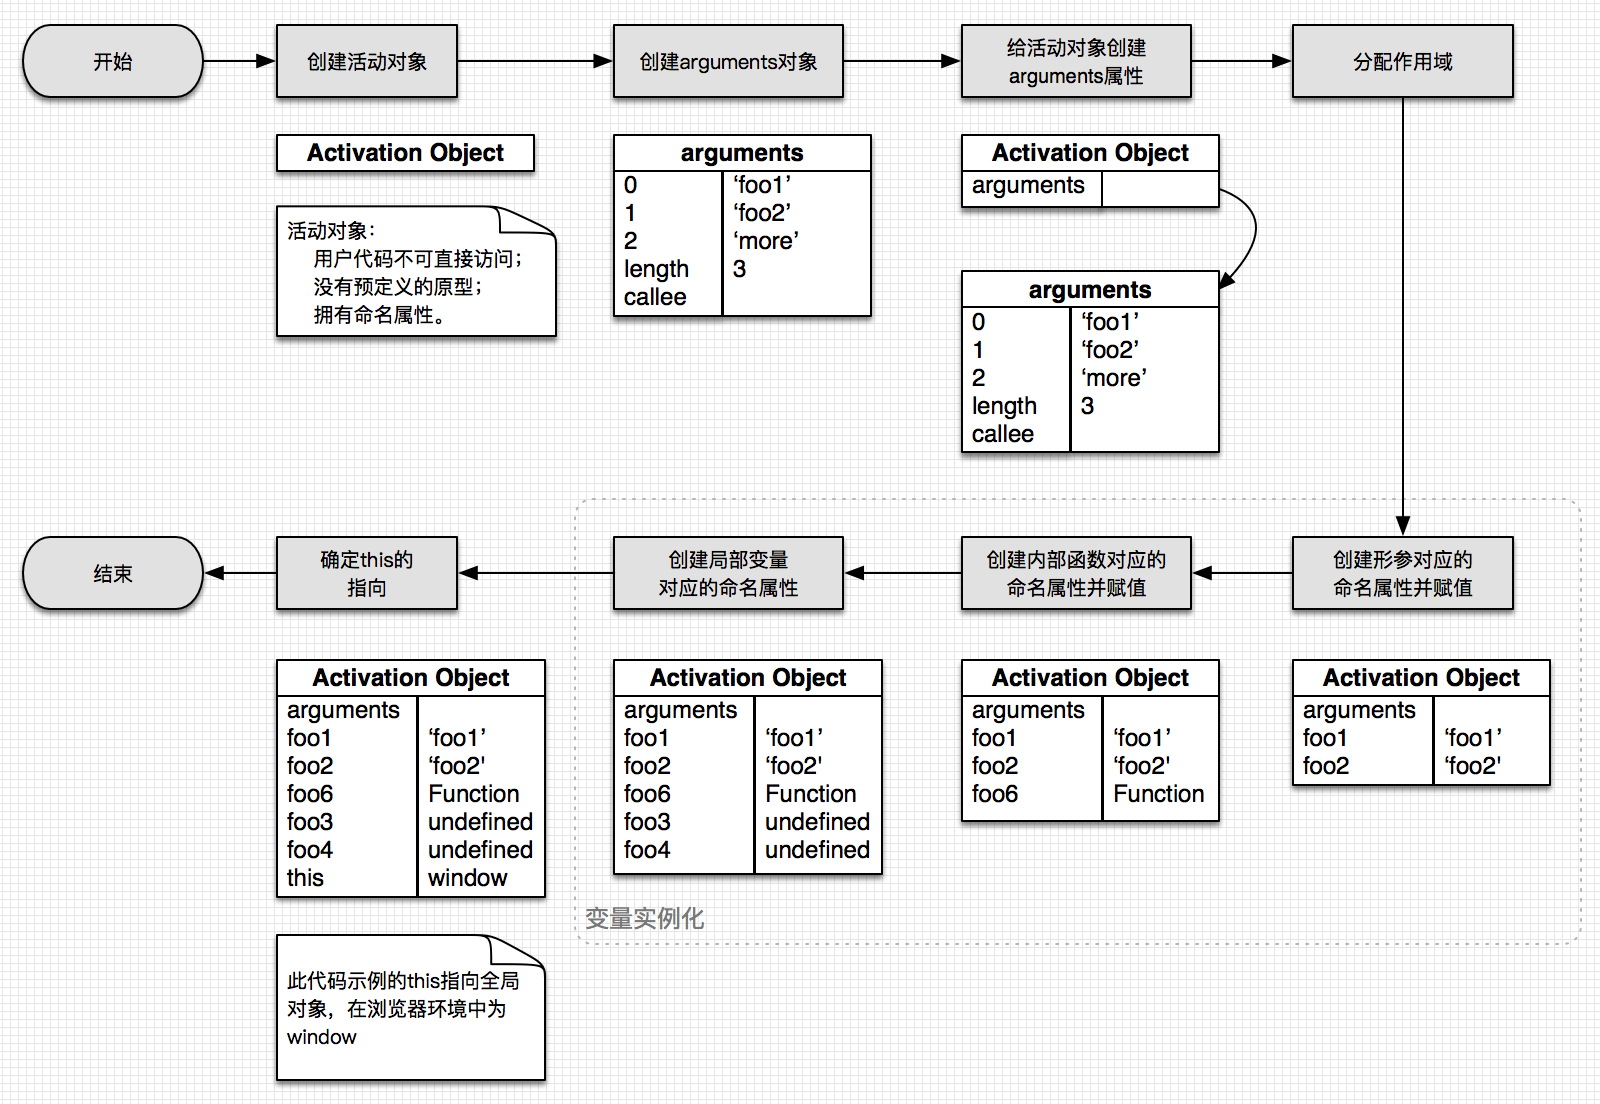 开始
创建活动对象
创建arguments对象
给活动对象创建
arguments属性
分配作用域
Activation Object
活动对象：
用户代码不可直接访问；
没有预定义的原型；
拥有命名属性。
arguments
0 ‘foo1’
1 ‘foo2’
2 ‘more’
length 3
callee
Activation Object
arguments
arguments
0 ‘foo1’
1 ‘foo2’
2 ‘more’
length 3
callee
结束
确定this的
指向
创建局部变量
对应的命名属性
创建内部函数对应的
命名属性并赋值
创建形参对应的
命名属性并赋值
Activation Object
arguments
foo1 ‘foo1’
foo2 ‘foo2'
foo6 Function
foo3 undefined
foo4 undefined
this window
Activation Object
arguments
foo1 ‘foo1’
foo2 ‘foo2'
foo6 Function
foo3 undefined
foo4 undefined
Activation Object
arguments
foo1 ‘foo1’
foo2 ‘foo2'
foo6 Function
Activation Object
arguments
foo1 ‘foo1’
foo2 ‘foo2'
变量实例化
此代码示例的this指向全局
对象，在浏览器环境中为
window